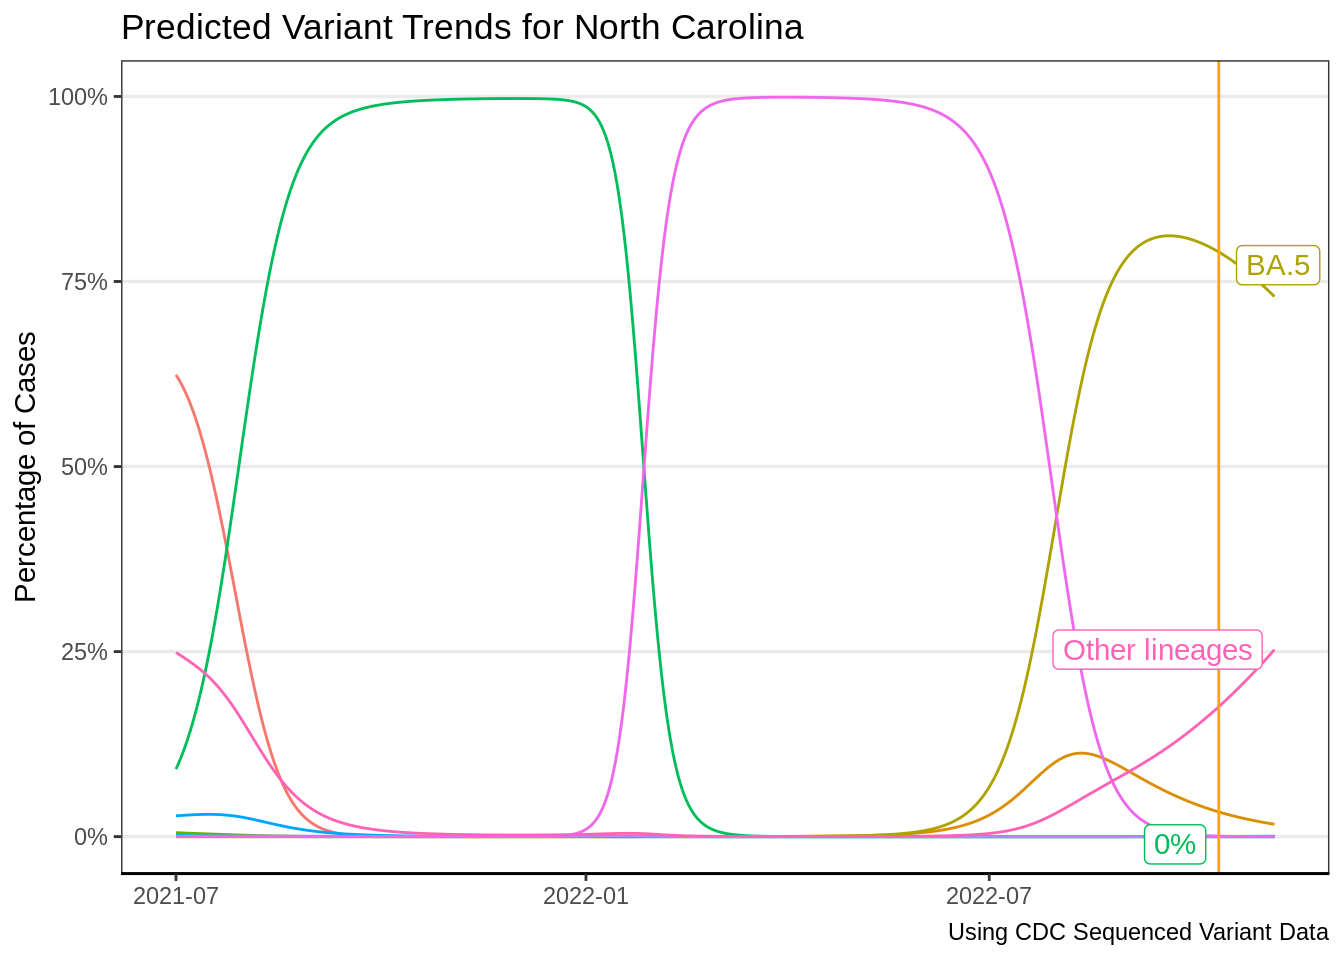 Predicted Variant Trends for North Carolina
Percentage of Cases
100%
75%
50%
25%
0%
BA.5
Other lineages
0%
2021-07
2022-01
2022-07
Using CDC Sequenced Variant Data